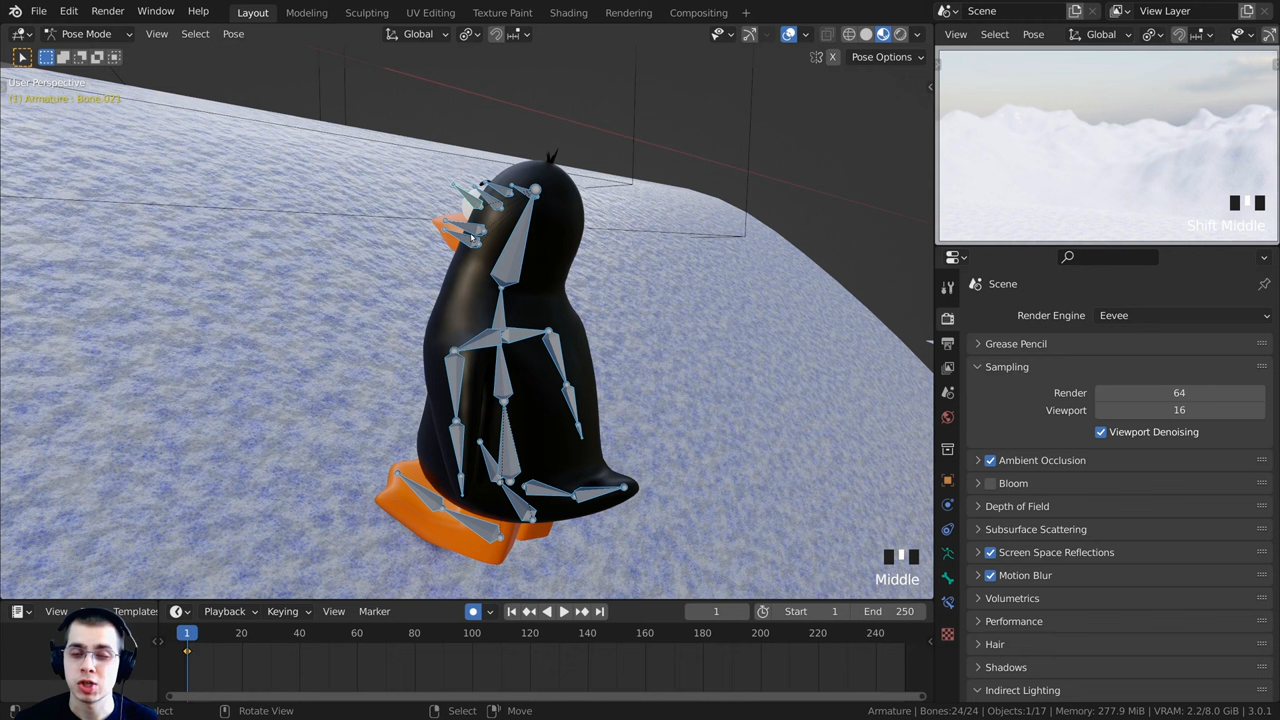 File Edit Render Window Help Layout Modeling Sculpting UV Editing Texture Paint Shading Rendering Compositing + Scene View Layer
Pose Mode View Select Pose Global X Pose Options
View Select Pose Global
User Perspective
(1) Armature : Bone.021
Shift Middle
Middle
Scene
Render Engine Eevee
Grease Pencil
Sampling
Render 64
Viewport 16
Viewport Denoising
Ambient Occlusion
Bloom
Depth of Field
Subsurface Scattering
Screen Space Reflections
Motion Blur
Volumetrics
Performance
Hair
Shadows
Indirect Lighting
View Templates Playback Keying View Marker 1 Start 1 End 250
1 20 40 60 80 100 120 140 160 180 200 220 240
Rotate View Select Move Armature | Bones:24/24 | Objects:1/17 | Memory: 277.9 MiB | VRAM: 2.2/8.0 GiB | 3.0.1